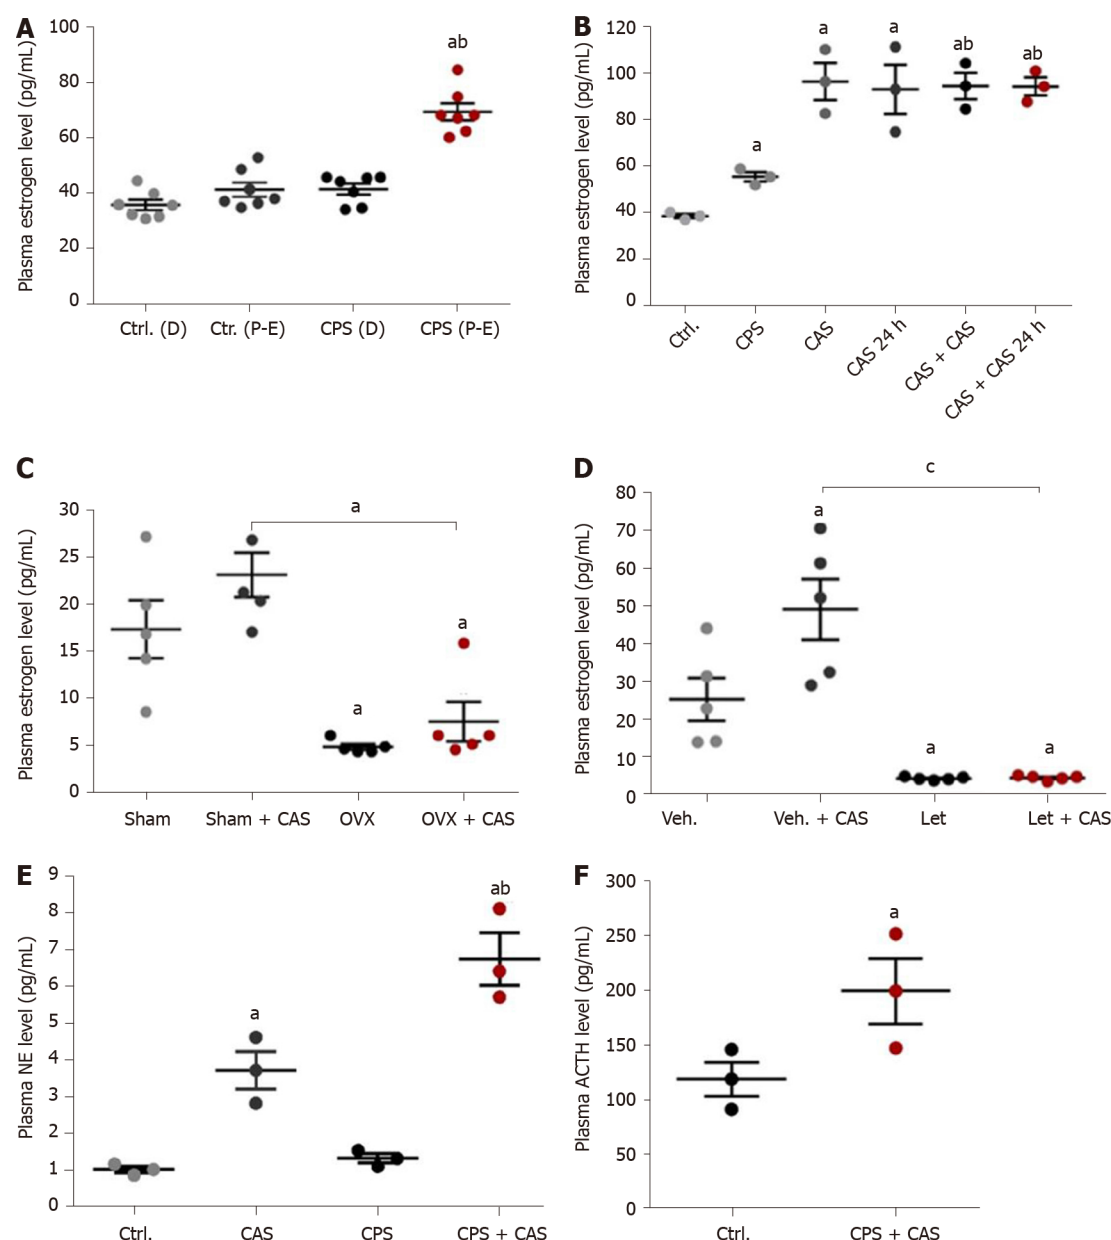 A
Plasma estrogen level (pg/mL)
100
80
60
40
20
0
ab
Ctrl. (D)
Ctr. (P-E)
CPS (D)
CPS (P-E)
B
Plasma estrogen level (pg/mL)
120
100
80
60
40
20
0
a
a
a
ab
ab
Ctrl.
CPS
CAS
CAS 24 h
CAS + CAS
CAS + CAS 24 h
C
Plasma estrogen level (pg/mL)
30
25
20
15
10
5
0
a
a
a
Sham
Sham + CAS
OVX
OVX + CAS
D
Plasma estrogen level (pg/mL)
80
70
60
50
40
30
20
10
0
c
a
a
a
Veh.
Veh. + CAS
Let
Let + CAS
E
Plasma NE level (pg/mL)
9
8
7
6
5
4
3
2
1
0
a
ab
Ctrl.
CAS
CPS
CPS + CAS
F
Plasma ACTH level (pg/mL)
300
250
200
150
100
50
0
a
Ctrl.
CPS + CAS